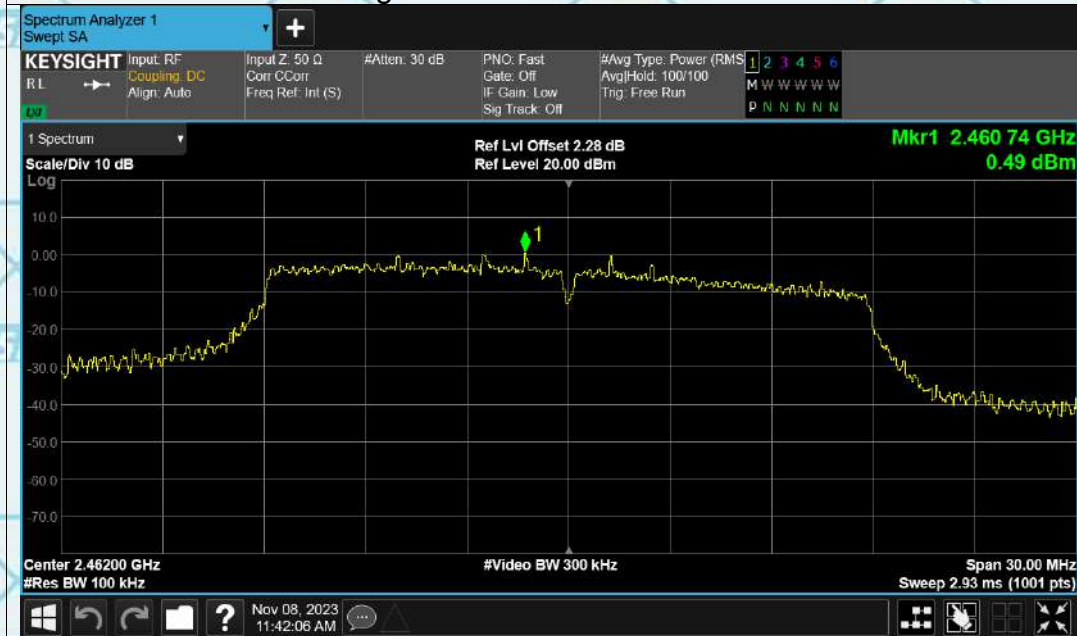 Spectrum Analyzer 1
Swept SA
+
KEYSIGHT Input: RF Input Z: 50 Ω #Atten: 30 dB PNO: Fast #Avg Type: Power (RMS 1 2 3 4 5 6
RL Coupling: DC Corr CCorr Gate: Off Avg|Hold: 100/100 M W W W W W
Align: Auto Freq Ref: Int (S) IF Gain: Low Trig: Free Run
Sig Track: Off P N N N N N
1 Spectrum Ref Lvl Offset 2.28 dB Mkr1 2.460 74 GHz
Scale/Div 10 dB Ref Level 20.00 dBm 0.49 dBm
Log
10.0
1
0.00
-10.0
-20.0
-30.0
-40.0
-50.0
-60.0
-70.0
Center 2.46200 GHz #Video BW 300 kHz Span 30.00 MHz
#Res BW 100 kHz Sweep 2.93 ms (1001 pts)
? Nov 08, 2023
11:42:06 AM